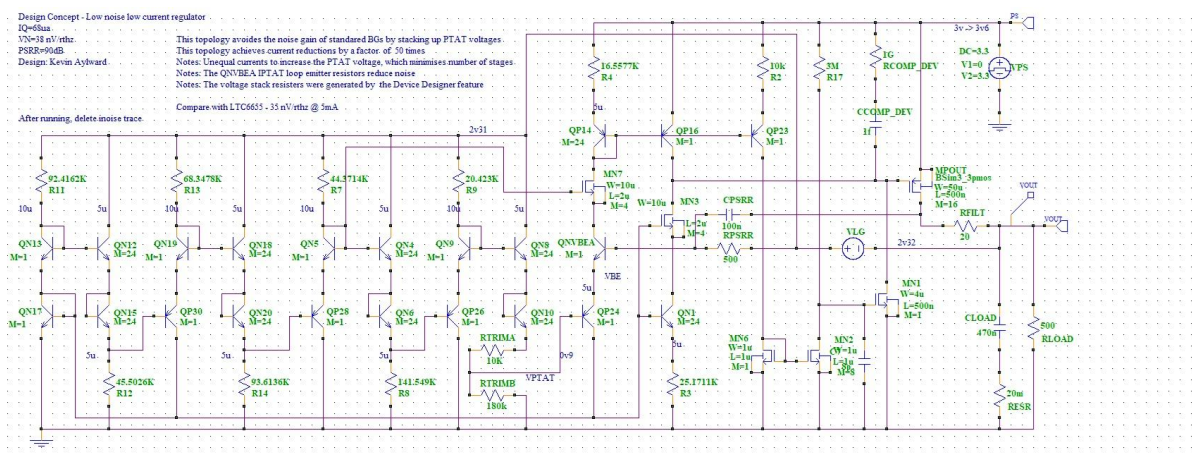 Design Concept - Low noise low current regulator
IQ=68ua
VN=38 nV/rthz
PSRR=90dB
Design: Kevin Aylward
This topology avoides the noise gain of standared BGs by stacking up PTAT voltages
This topology achieves current reductions by a factor of 50 times
Notes: Unequal currents to increase the PTAT voltage, which minimises number of stages
Notes: The QNVBEA IPTAT loop emitter resistors reduce noise
Notes: The voltage stack resisters were generated by the Device Designer feature
Compare with LTC6655 - 35 nV/rthz @ 5mA
After running, delete inoise trace.
PS
3v -> 3v6
DC=3.3
V1=0
V2=3.3
VPS
16.5577K
R4
10k
R2
3M
R17
1G
RCOMP_DEV
CCOMP_DEV
1f
5u
2v31
QP14
M=24
QP16
M=1
QP23
M=1
92.4162K
R11
68.3478K
R13
44.3714K
R7
20.423K
R9
MN7
W=10u
L=2u
M=4
MPOUT
BSim3_3pmos
W=50u
L=500n
M=16
VOUT
10u
5u
10u
5u
10u
5u
10u
5u
W=10u
MN3
L=2u
M=4
CPSRR
100n
RPSRR
500
RFILT
20
VOUT
VLG
2v32
QN13
M=1
QN12
M=24
QN19
M=1
QN18
M=24
QN5
M=1
QN4
M=24
QN9
M=1
QN8
M=24
QNVBEA
M=1
VBE
5u
MN1
W=4u
L=500n
M=1
QN17
M=1
QN15
M=24
QP30
M=1
QN20
M=24
QP28
M=1
QN6
M=24
QP26
M=1
QN10
M=24
QP24
M=1
QN1
M=24
CLOAD
470n
500
RLOAD
5u
5u
5u
5u
RTRIMA
10K
0v9
VPTAT
RTRIMB
180k
MN6
W=1u
L=1u
M=1
MN2
W=1u
L=1u
M=8
45.5026K
R12
93.6136K
R14
141.549K
R8
25.1711K
R3
20m
RESR